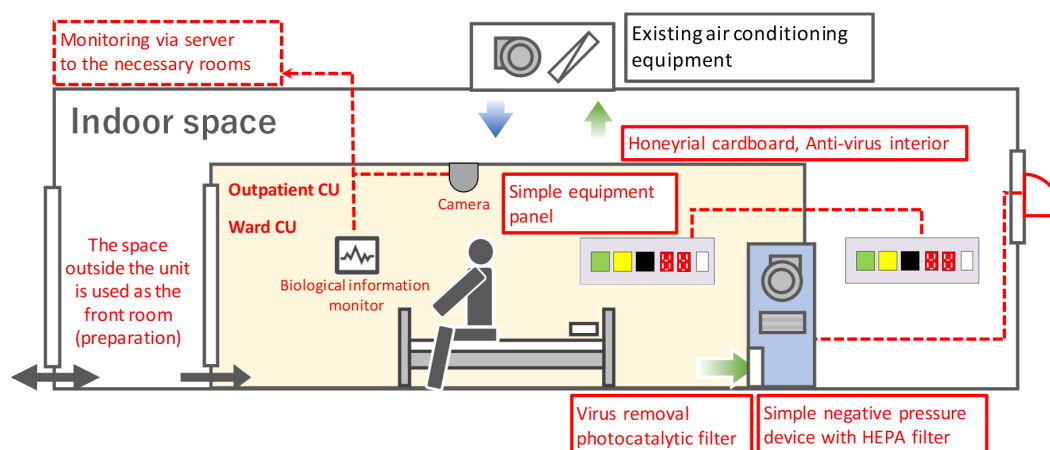 Monitoring via server
to the necessary rooms
Existing air conditioning
equipment
Indoor space
Honeyrial cardboard, Anti-virus interior
Outpatient CU
Ward CU
Camera
Simple equipment
panel
The space
outside the unit
is used as the
front room
(preparation)
Biological information
monitor
Virus removal
photocatalytic filter
Simple negative pressure
device with HEPA filter